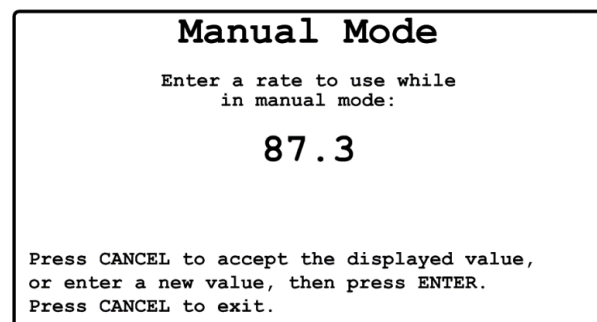 Manual Mode
Enter a rate to use while
in manual mode:
87.3
Press CANCEL to accept the displayed value,
or enter a new value, then press ENTER.
Press CANCEL to exit.